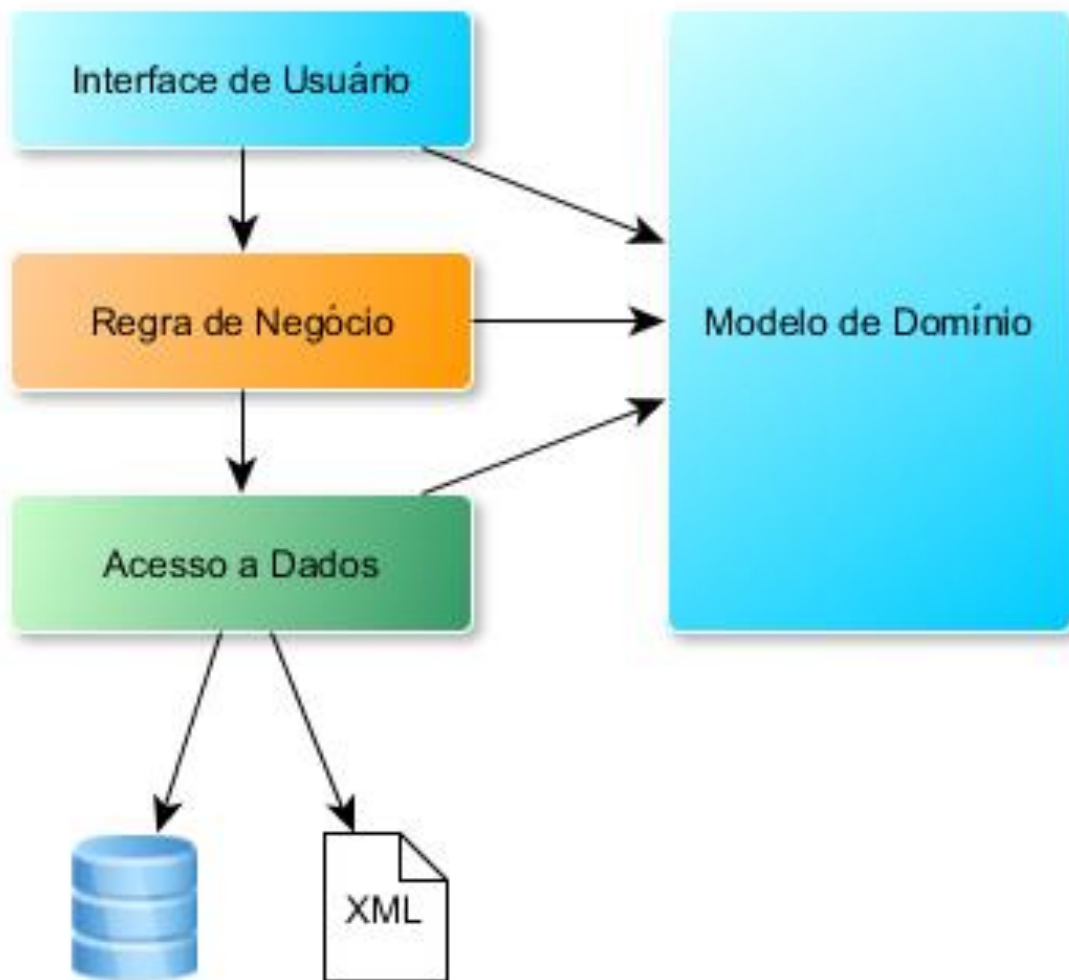 Interface de Usuário
Regra de Negócio
Modelo de Domínio
Acesso a Dados
XML